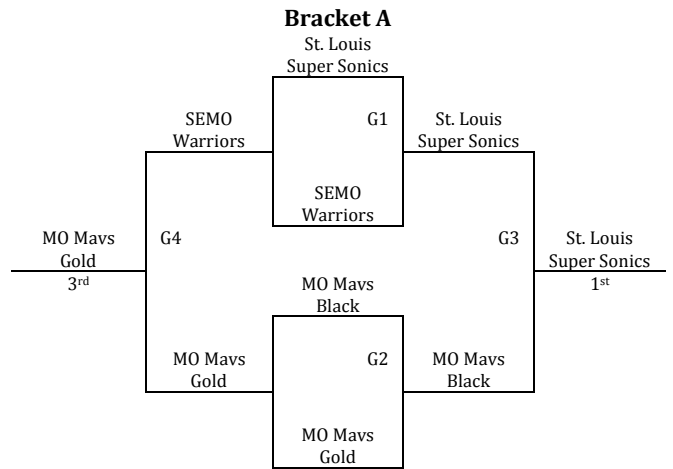 Bracket A
St. Louis
Super Sonics
SEMO
Warriors
G1
St. Louis
Super Sonics
SEMO
Warriors
MO Mavs
Gold
3rd
G4
G3
St. Louis
Super Sonics
1st
MO Mavs
Black
MO Mavs
Gold
G2
MO Mavs
Black
MO Mavs
Gold